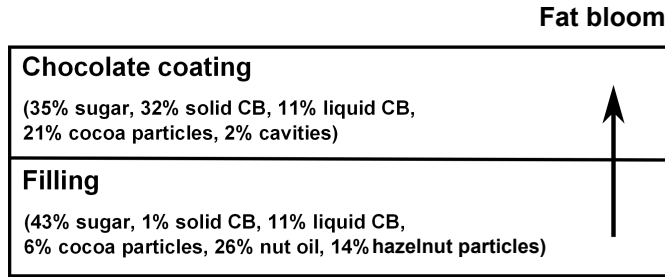 Fat bloom
Chocolate coating
(35% sugar, 32% solid CB, 11% liquid CB,
21% cocoa particles, 2% cavities)
Filling
(43% sugar, 1% solid CB, 11% liquid CB,
6% cocoa particles, 26% nut oil, 14% hazelnut particles)